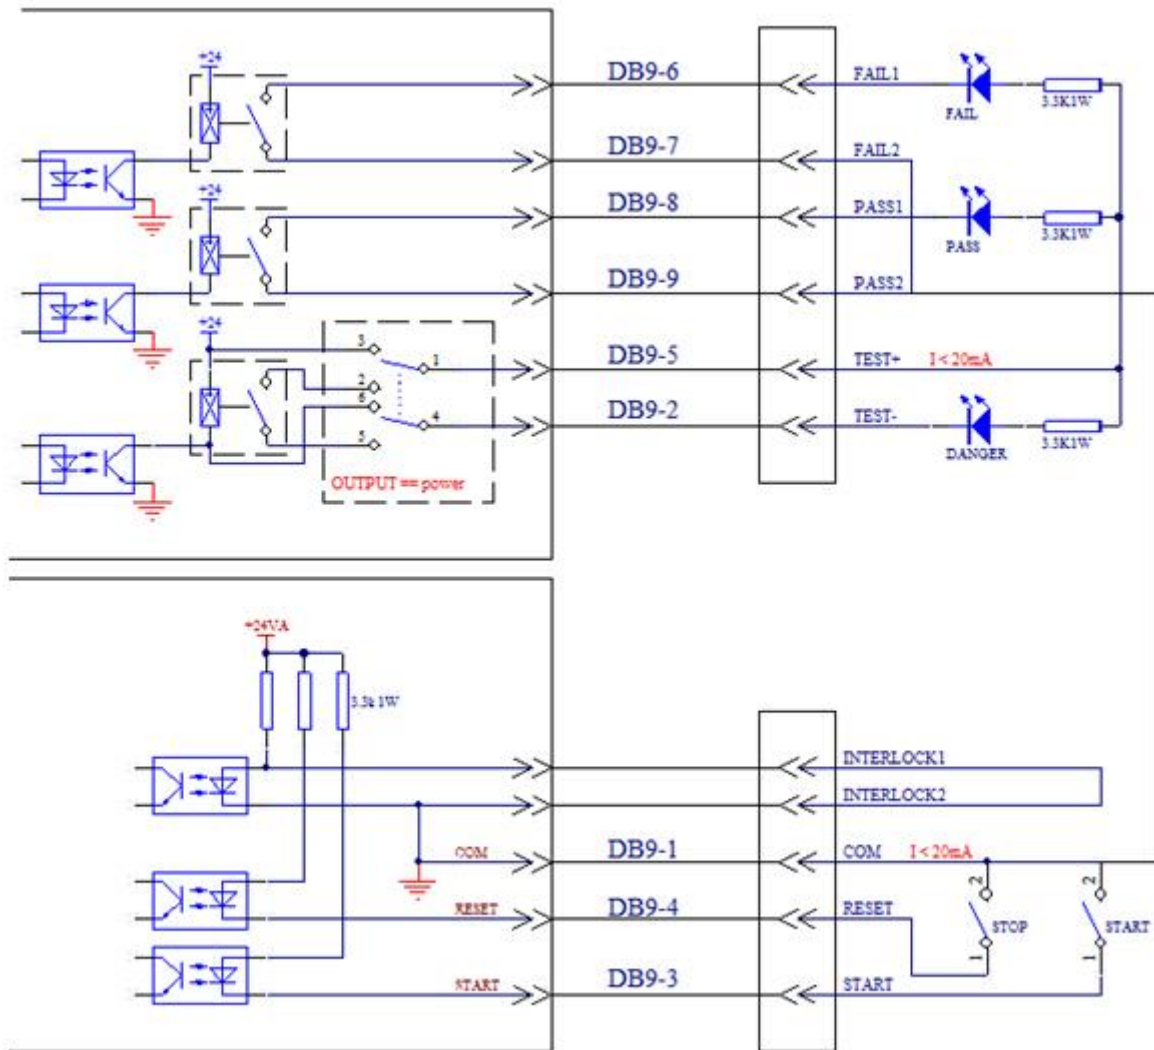 +24
DB9-6
FAIL1
FAIL
3.3K1W
DB9-7
FAIL2
+24
DB9-8
PASS1
PASS
3.3K1W
DB9-9
PASS2
+24
3
1
DB9-5
TEST+ I < 20mA
2
6
4
DB9-2
TEST-
5
DANGER
3.3K1W
OUTPUT == power
+24VA
3.3k 1W
INTERLOCK1
INTERLOCK2
COM
DB9-1
COM I < 20mA
2
2
RESET
DB9-4
RESET
STOP
START
1
1
START
DB9-3
START